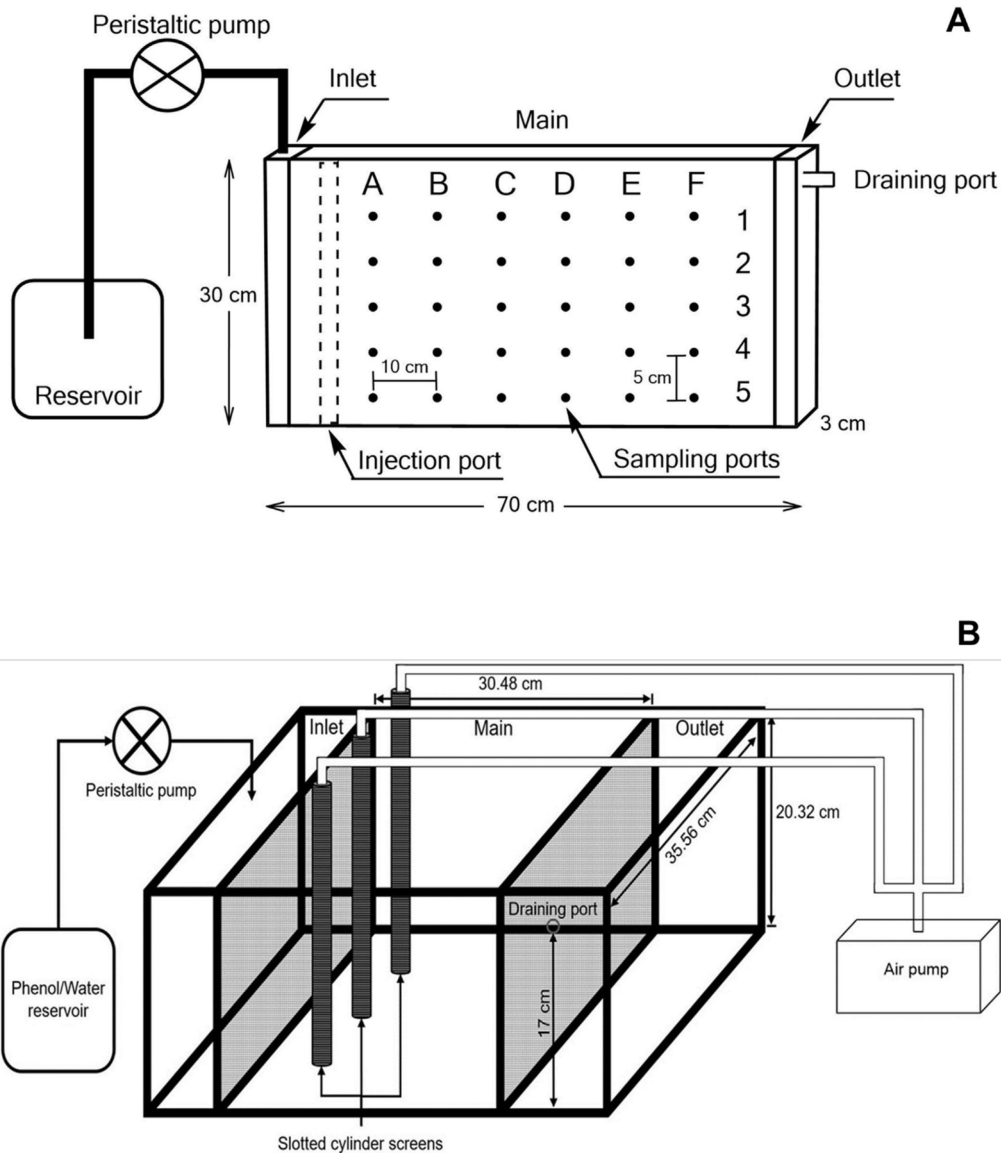 A
Peristaltic pump
Inlet
Outlet
Main
Draining port
A B C D E F
1
2
3
4
5
30 cm
10 cm
5 cm
Reservoir
3 cm
Injection port
Sampling ports
70 cm
B
30.48 cm
Inlet
Main
Outlet
Peristaltic pump
20.32 cm
35.56 cm
Draining port
Phenol/Water
reservoir
Air pump
17 cm
Slotted cylinder screens